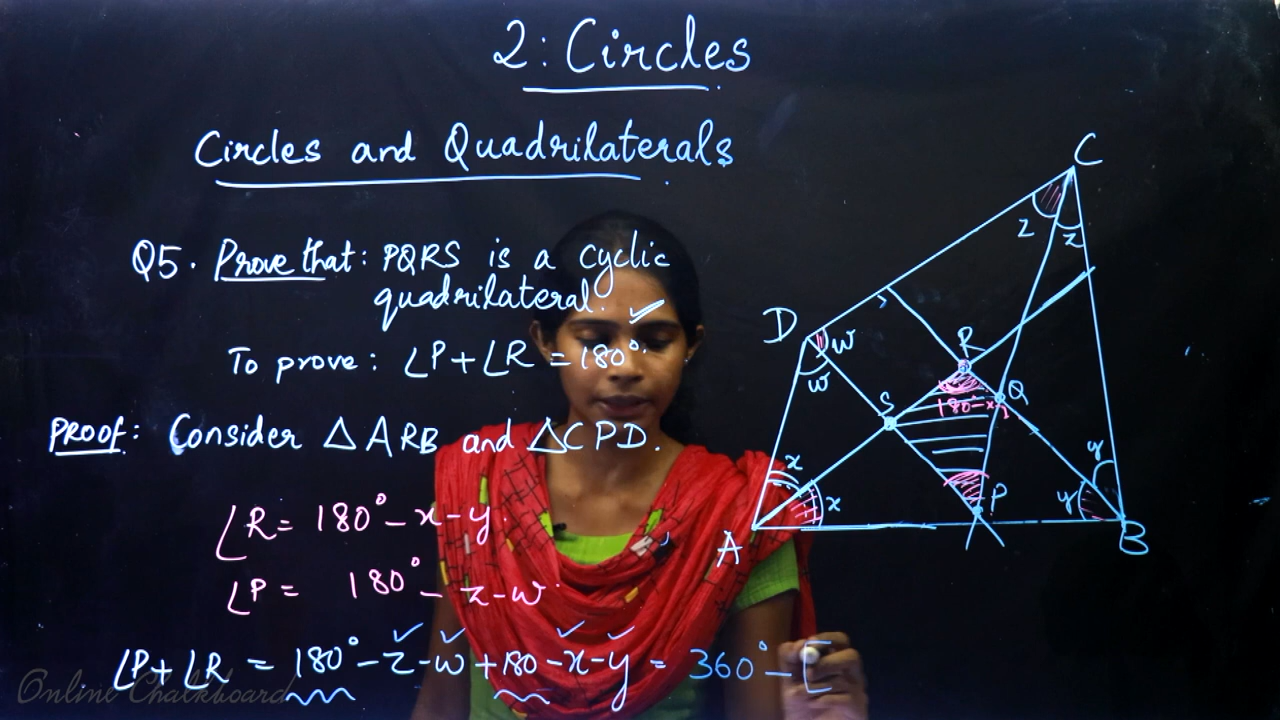 2: Circles
Circles and Quadrilaterals
Q5. Prove that: PQRS is a cyclic
quadrilateral.
To prove: ∠P+∠R = 180°.
PROOF: Consider △ARB and △CPD.
∠R = 180° - x - y.
∠P = 180° - z - w.
∠P+∠R = 180° - z - w + 180 - x - y = 360° - [
Online Chalkboard
C
z
z
D
w
w
R
S
Q
180°-x-y
x
x
y
y
P
A
B